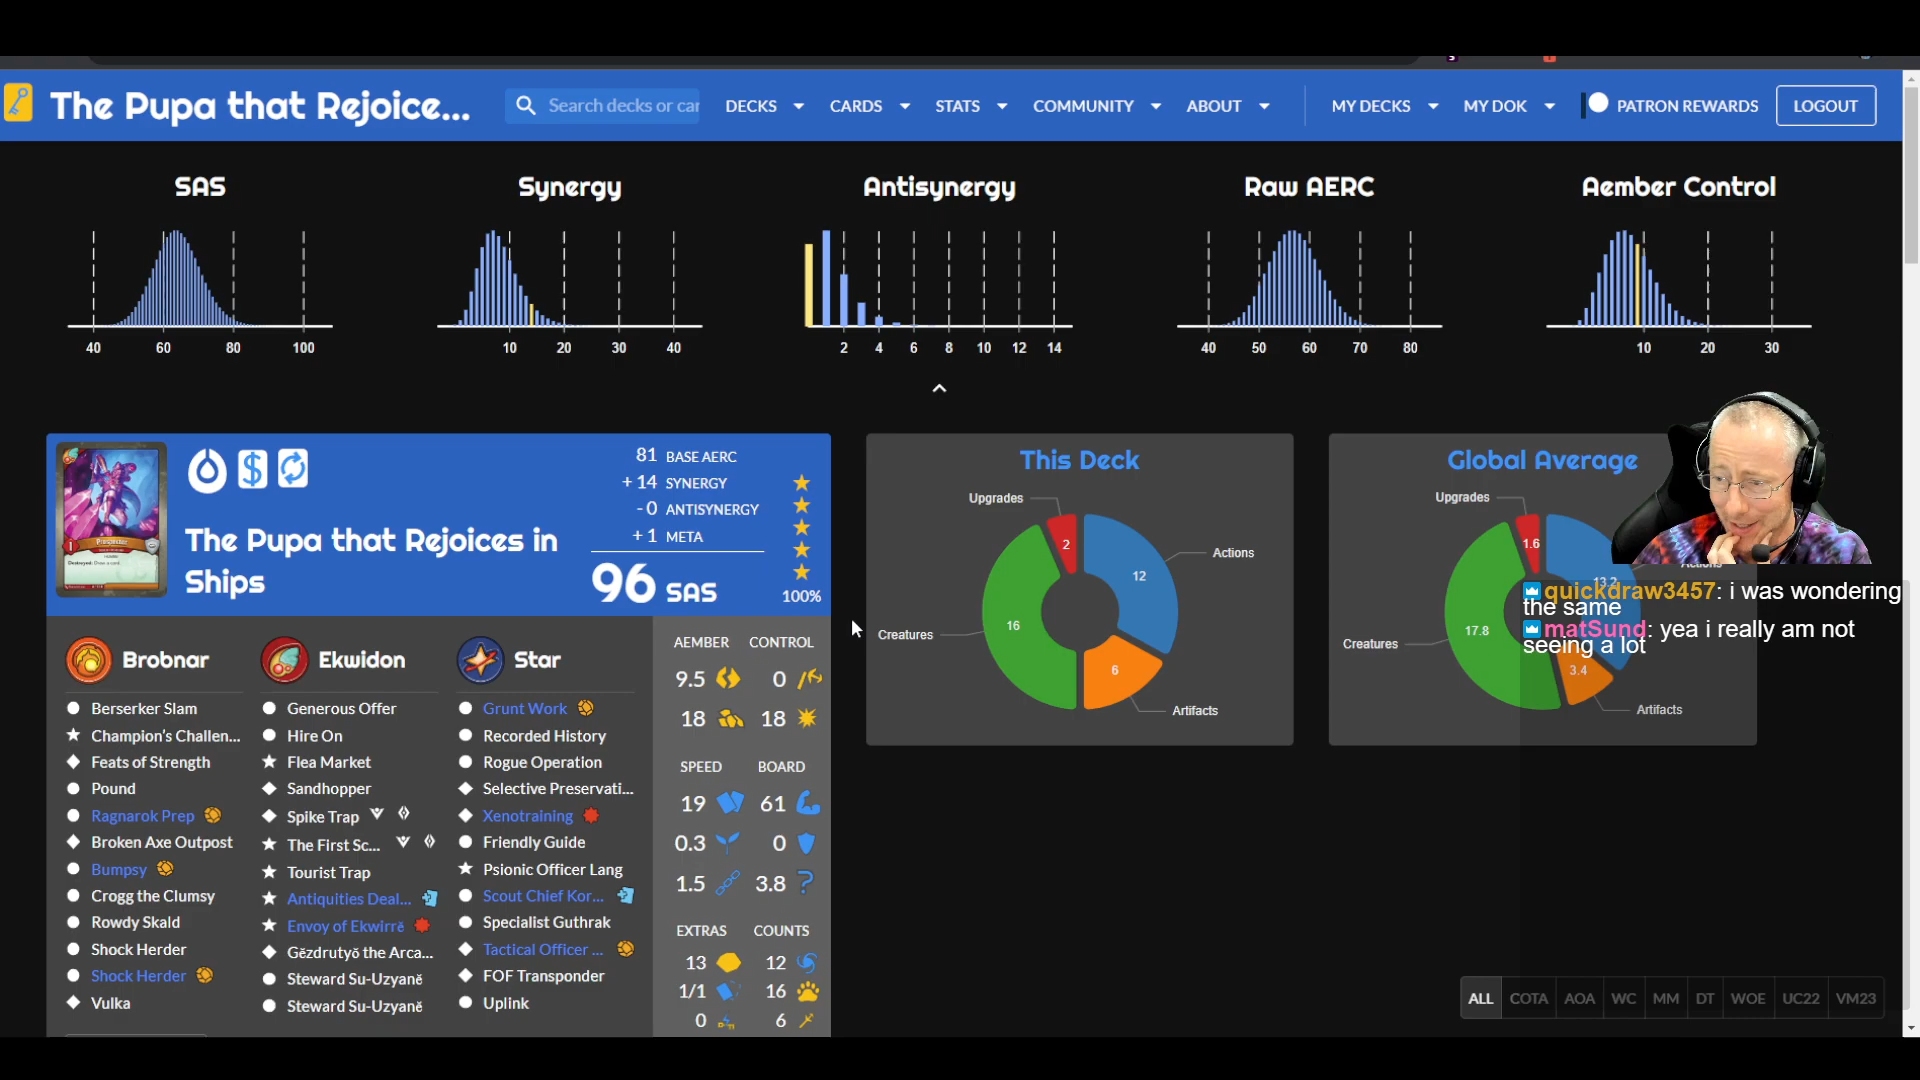 The Pupa that Rejoice...
Search decks or car
DECKS
CARDS
STATS
COMMUNITY
ABOUT
MY DECKS
MY DOK
PATRON REWARDS
LOGOUT
SAS
Synergy
Antisynergy
Raw AERC
Aember Control
40 60 80 100
10 20 30 40
2 4 6 8 10 12 14
40 50 60 70 80
10 20 30
The Pupa that Rejoices in
Ships
81 BASE AERC
+ 14 SYNERGY
- 0 ANTISYNERGY
+ 1 META
96 SAS
100%
Brobnar
Berserker Slam
Champion's Challen...
Feats of Strength
Pound
Ragnarok Prep
Broken Axe Outpost
Bumpsy
Crogg the Clumsy
Rowdy Skald
Shock Herder
Shock Herder
Vulka
Ekwidon
Generous Offer
Hire On
Flea Market
Sandhopper
Spike Trap
The First Sc...
Tourist Trap
Antiquities Deal...
Envoy of Ekwirrĕ
Gĕzdrutyŏ the Arca...
Steward Su-Uzyanĕ
Steward Su-Uzyanĕ
Star
Grunt Work
Recorded History
Rogue Operation
Selective Preservati...
Xenotraining
Friendly Guide
Psionic Officer Lang
Scout Chief Kor...
Specialist Guthrak
Tactical Officer ...
FOF Transponder
Uplink
AEMBER CONTROL
9.5 0
18 18
SPEED BOARD
19 61
0.3 0
1.5 3.8
EXTRAS COUNTS
13 12
1/1 16
0 6
This Deck
Upgrades
2
Actions
12
Creatures
16
6
Artifacts
Global Average
Upgrades
1.6
Actions
13.2
Creatures
17.8
3.4
Artifacts
quickdraw3457: i was wondering
the same
matSund: yea i really am not
seeing a lot
ALL COTA AOA WC MM DT WOE UC22 VM23